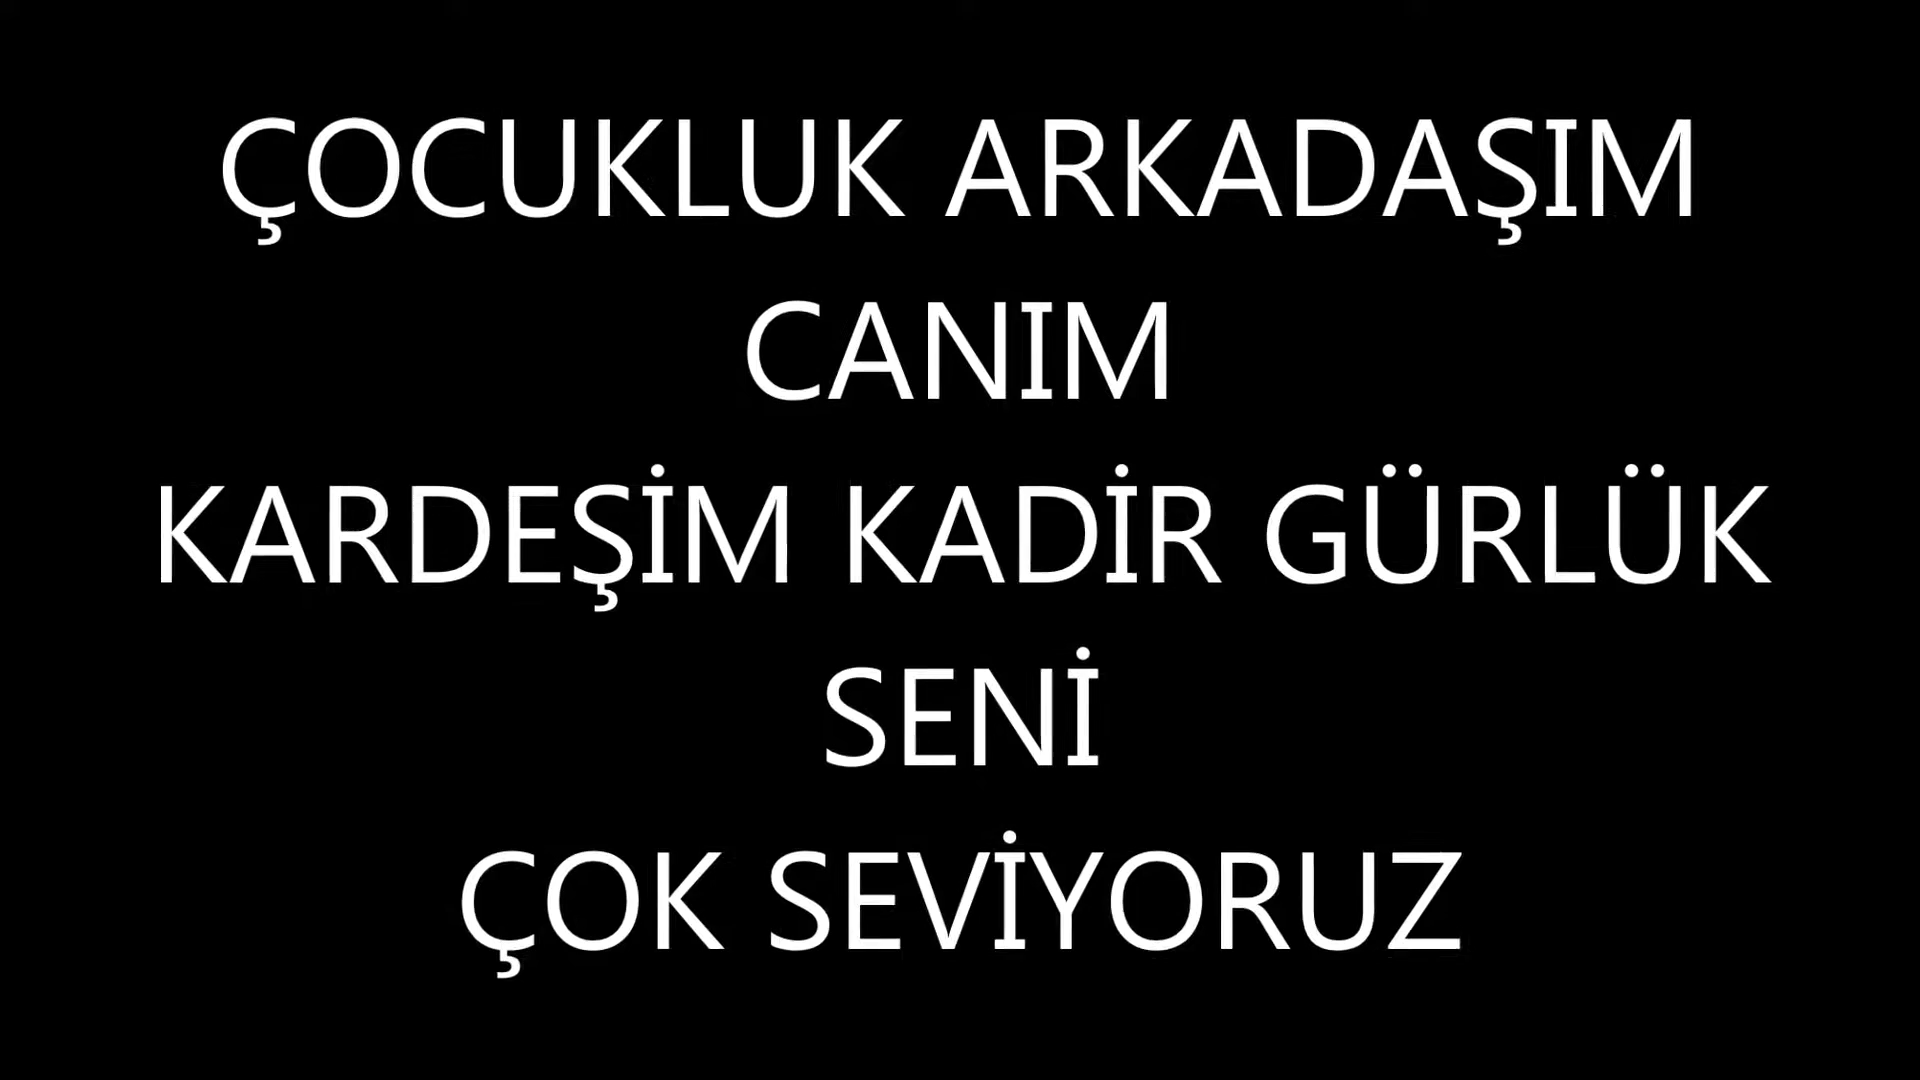 ÇOCUKLUK ARKADAŞIM
CANIM
KARDEŞİM KADİR GÜRLÜK
SENİ
ÇOK SEVİYORUZ